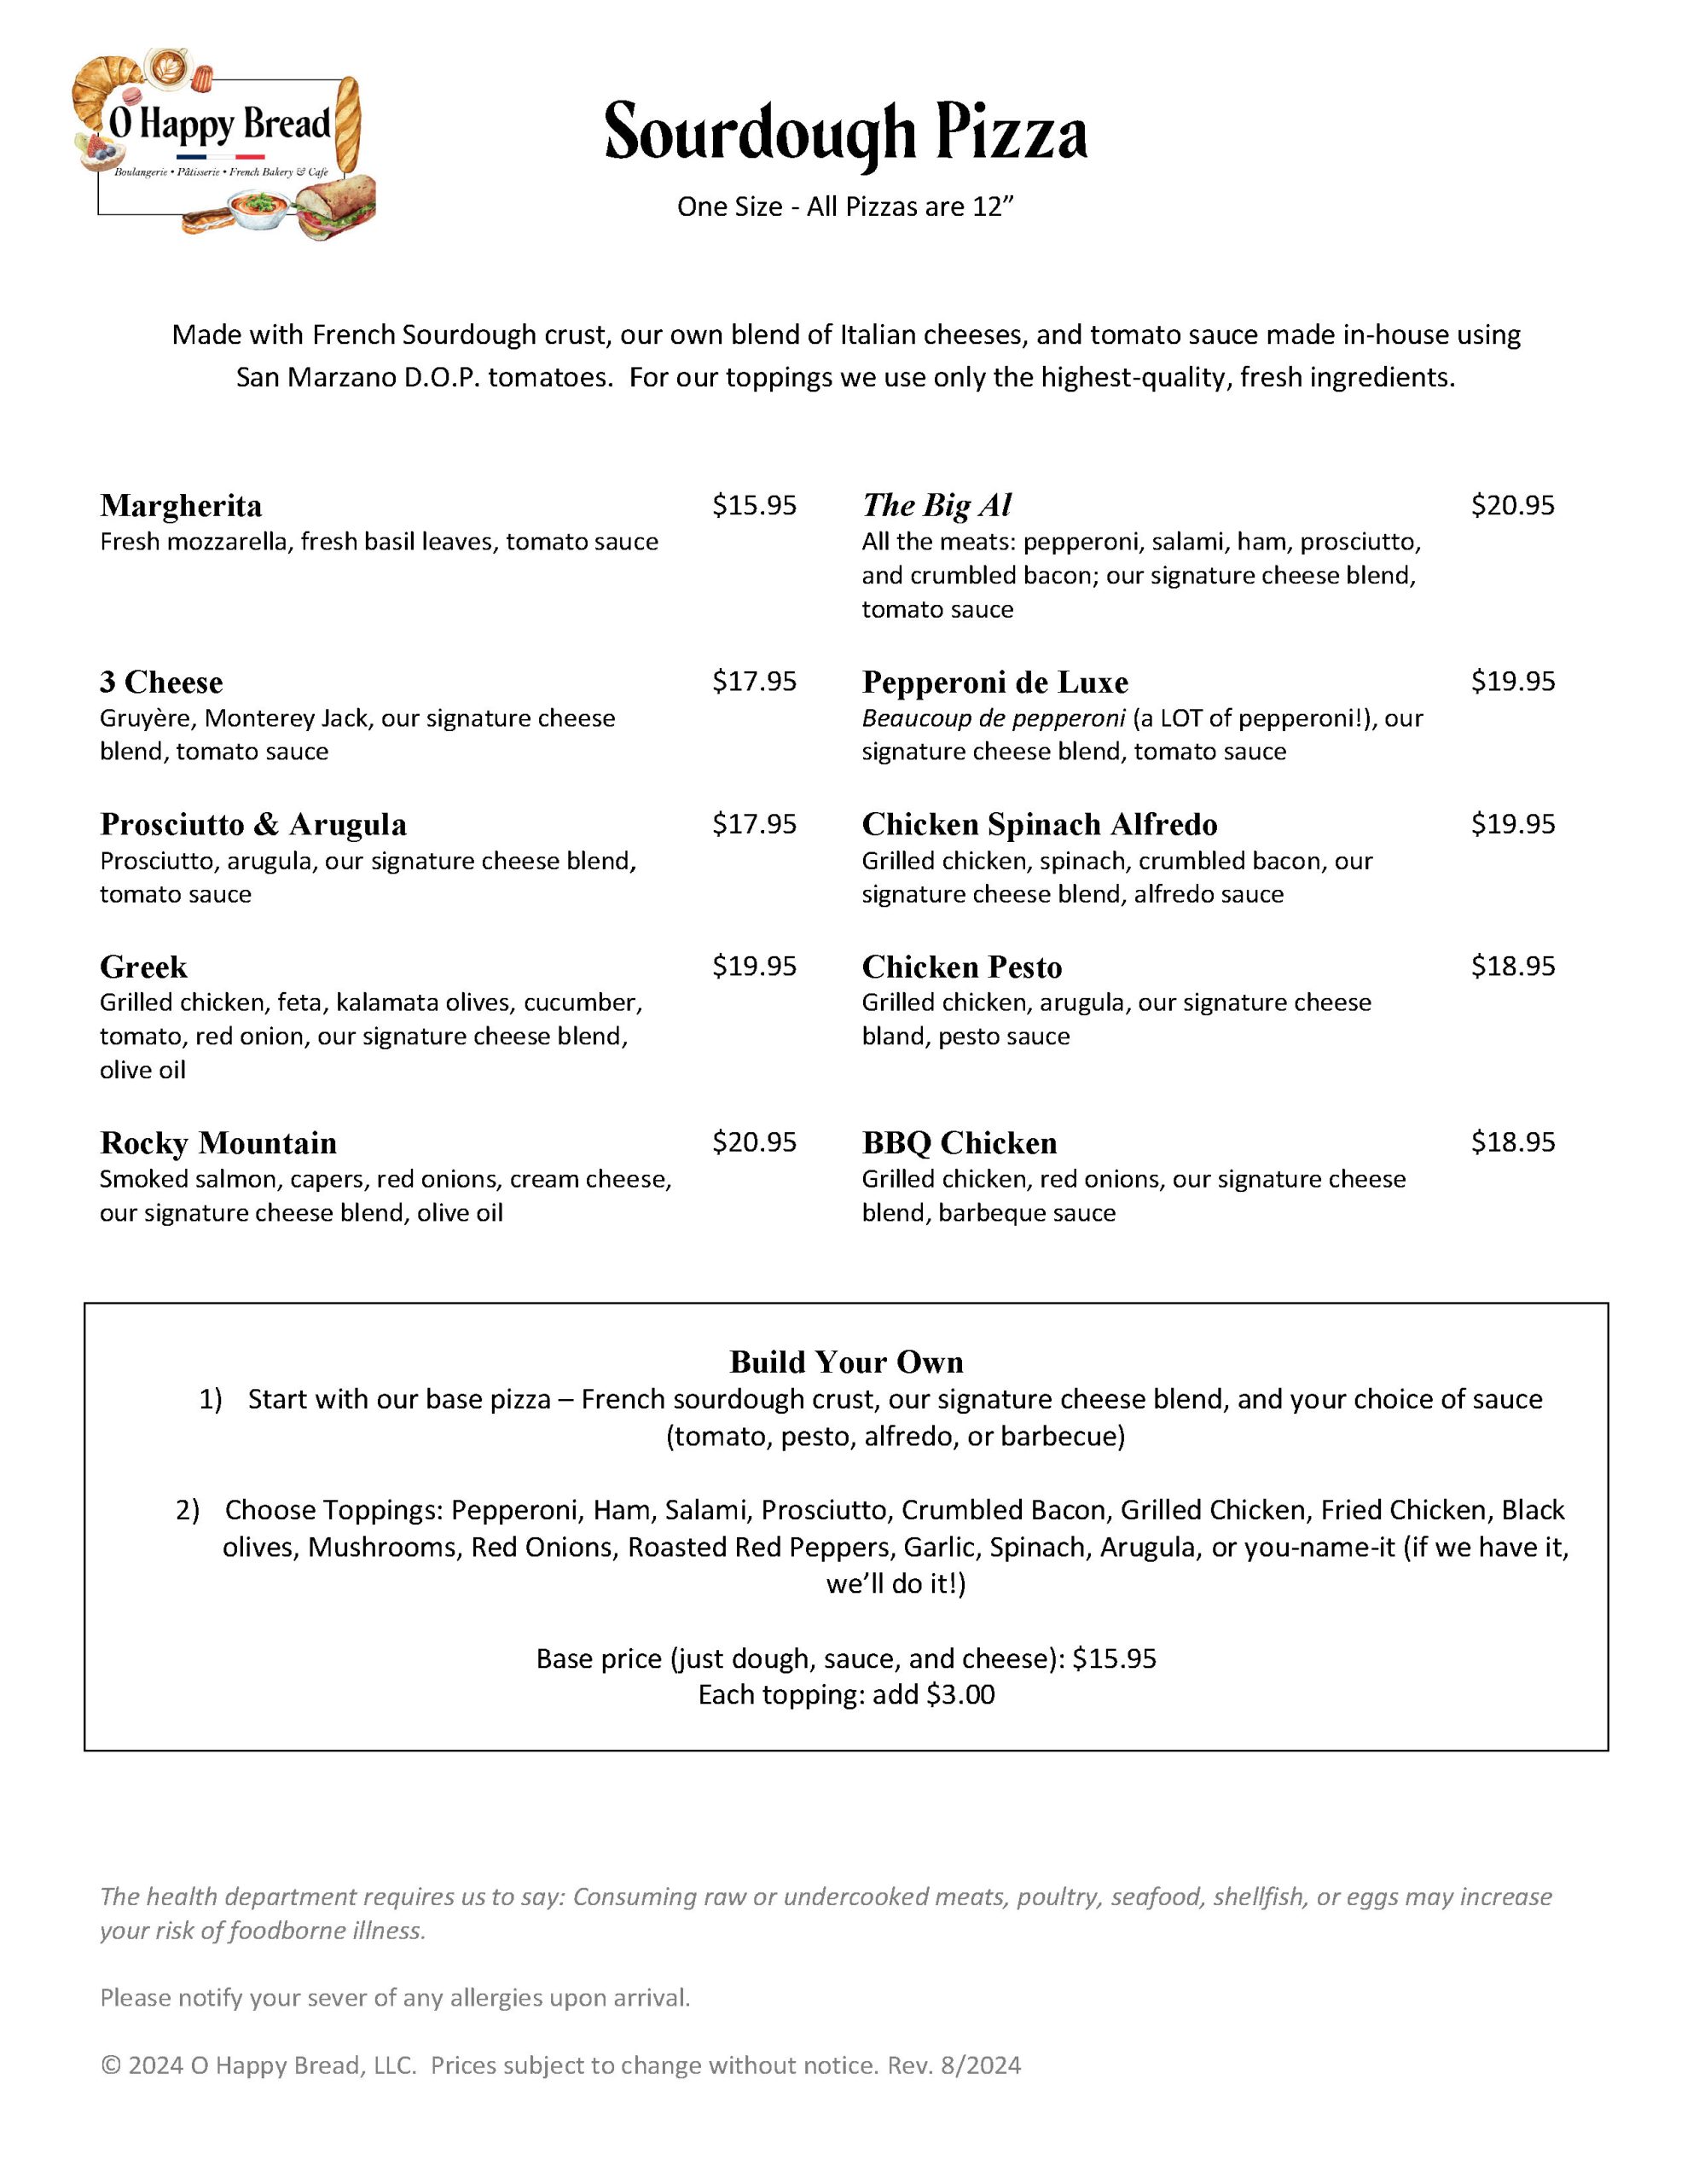 O Happy Bread
Boulangerie • Pâtisserie • French Bakery & Cafe
Sourdough Pizza
One Size - All Pizzas are 12”
Made with French Sourdough crust, our own blend of Italian cheeses, and tomato sauce made in-house using
San Marzano D.O.P. tomatoes.  For our toppings we use only the highest-quality, fresh ingredients.
Margherita $15.95
Fresh mozzarella, fresh basil leaves, tomato sauce
3 Cheese $17.95
Gruyère, Monterey Jack, our signature cheese
blend, tomato sauce
Prosciutto & Arugula $17.95
Prosciutto, arugula, our signature cheese blend,
tomato sauce
Greek $19.95
Grilled chicken, feta, kalamata olives, cucumber,
tomato, red onion, our signature cheese blend,
olive oil
Rocky Mountain $20.95
Smoked salmon, capers, red onions, cream cheese,
our signature cheese blend, olive oil
The Big Al $20.95
All the meats: pepperoni, salami, ham, prosciutto,
and crumbled bacon; our signature cheese blend,
tomato sauce
Pepperoni de Luxe $19.95
Beaucoup de pepperoni (a LOT of pepperoni!), our
signature cheese blend, tomato sauce
Chicken Spinach Alfredo $19.95
Grilled chicken, spinach, crumbled bacon, our
signature cheese blend, alfredo sauce
Chicken Pesto $18.95
Grilled chicken, arugula, our signature cheese
bland, pesto sauce
BBQ Chicken $18.95
Grilled chicken, red onions, our signature cheese
blend, barbeque sauce
Build Your Own
1) Start with our base pizza – French sourdough crust, our signature cheese blend, and your choice of sauce
(tomato, pesto, alfredo, or barbecue)
2) Choose Toppings: Pepperoni, Ham, Salami, Prosciutto, Crumbled Bacon, Grilled Chicken, Fried Chicken, Black
olives, Mushrooms, Red Onions, Roasted Red Peppers, Garlic, Spinach, Arugula, or you-name-it (if we have it,
we’ll do it!)
Base price (just dough, sauce, and cheese): $15.95
Each topping: add $3.00
The health department requires us to say: Consuming raw or undercooked meats, poultry, seafood, shellfish, or eggs may increase
your risk of foodborne illness.
Please notify your sever of any allergies upon arrival.
© 2024 O Happy Bread, LLC.  Prices subject to change without notice. Rev. 8/2024